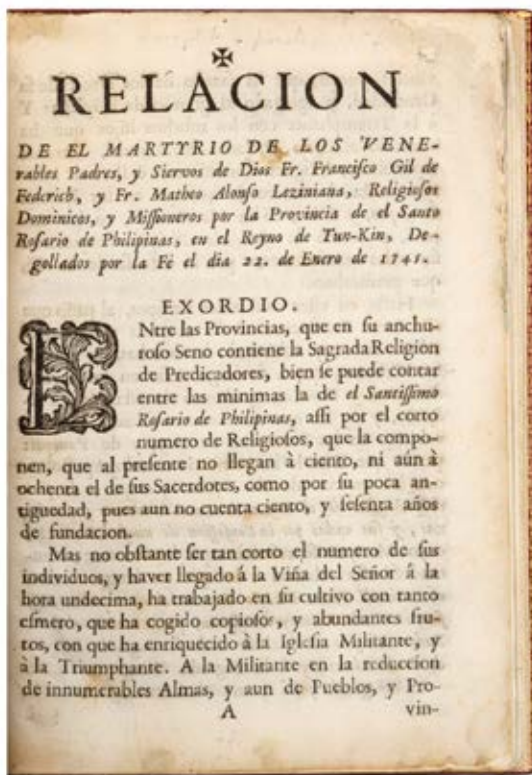 ✠
RELACION
DE EL MARTYRIO DE LOS VENE-
rables Padres, y Siervos de Dios Fr. Francisco Gil de
Federich, y Fr. Matheo Alonso Leziniana, Religiosos
Dominicos, y Missioneros por la Provincia de el Santo
Rosario de Philipinas, en el Reyno de Tun-Kin, De-
gollados por la Fé el dia 22. de Enero de 1745.
EXORDIO.
ENtre las Provincias, que en su anchu-
roso Seno contiene la Sagrada Religion
de Predicadores, bien se puede contar
entre las minimas la de el Santissimo
Rosario de Philipinas, assi por el corto
numero de Religiosos, que la compo-
nen, que al presente no llegan à ciento, ni aún à
ochenta el de sus Sacerdotes, como por su poca an-
tiguedad, pues aun no cuenta ciento, y sesenta años
de fundacion.
Mas no obstante ser tan corto el numero de sus
individuos, y haver llegado á la Viña del Señor á la
hora undecima, ha trabajado en su cultivo con tanto
esmero, que ha cogido copiosos, y abundantes fru-
tos, con que ha enriquecido à la Iglesia Militante, y
à la Triumphante. A la Militante en la reduccion
de innumerables Almas, y aun de Pueblos, y Pro-
A vin-